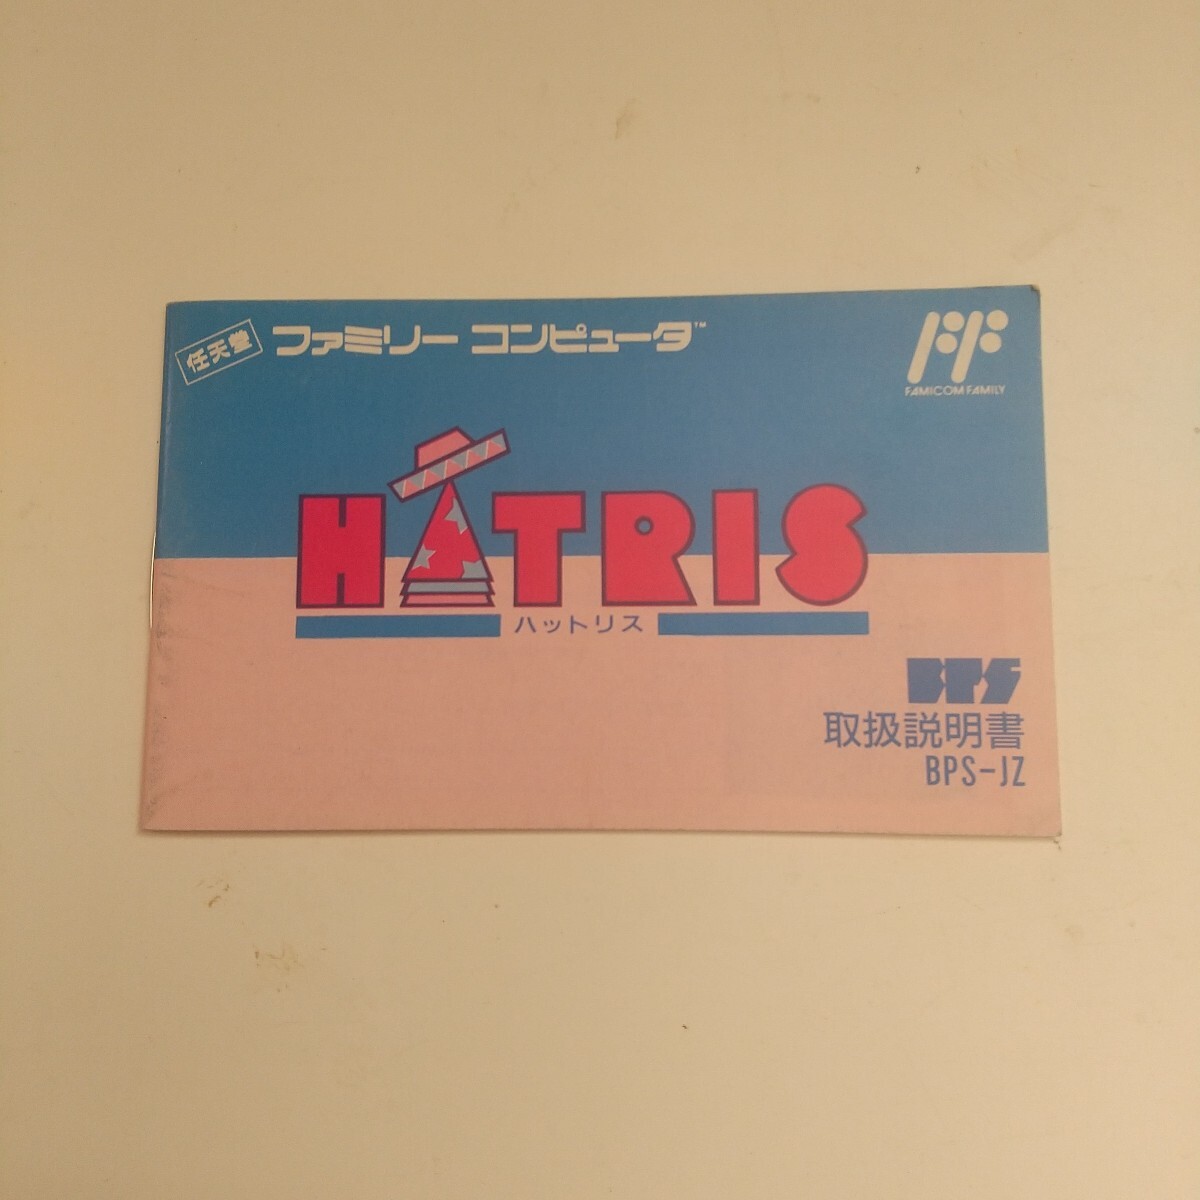 任天堂 ファミリー コンピュータ™
FAMICOM FAMILY
HATRIS
ハットリス
BPS
取扱説明書
BPS-JZ